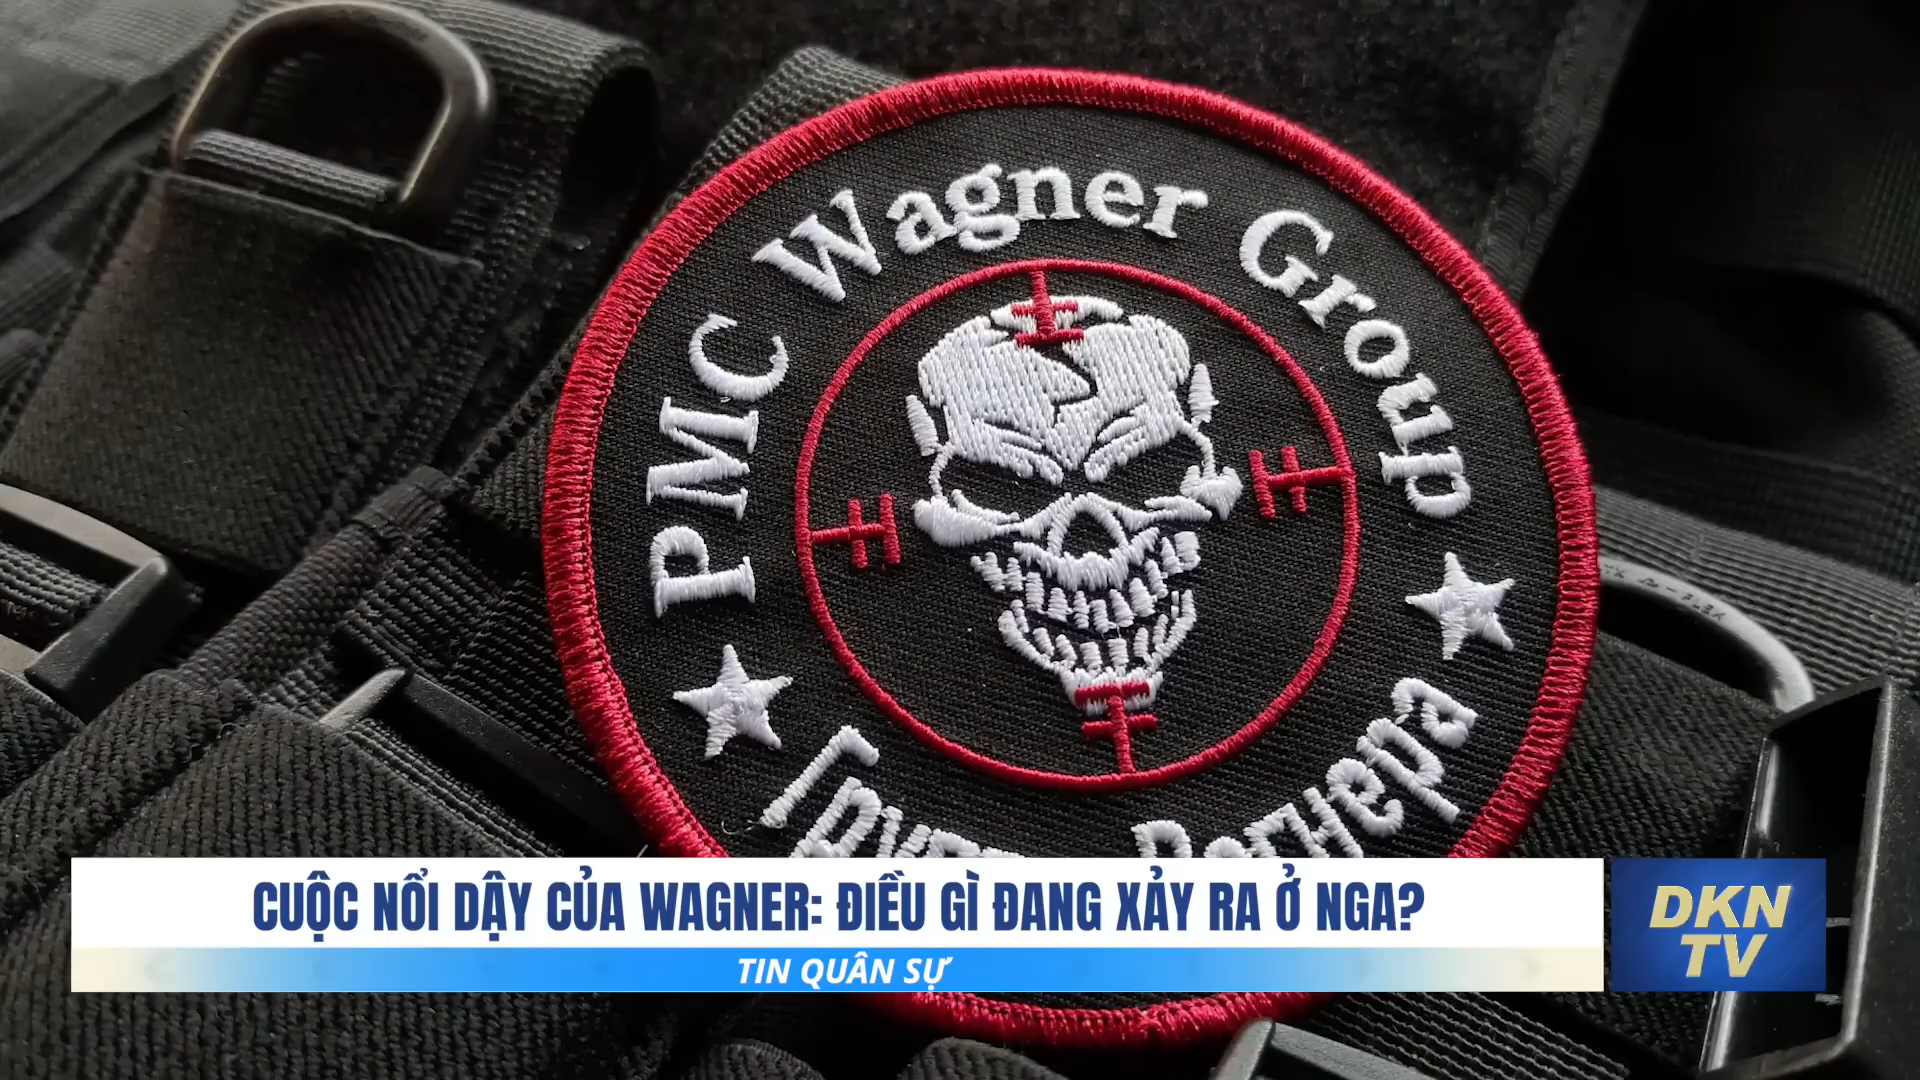 PMC Wagner Group
CUỘC NỔI DẬY CỦA WAGNER: ĐIỀU GÌ ĐANG XẢY RA Ở NGA?
TIN QUÂN SỰ
DKN
TV